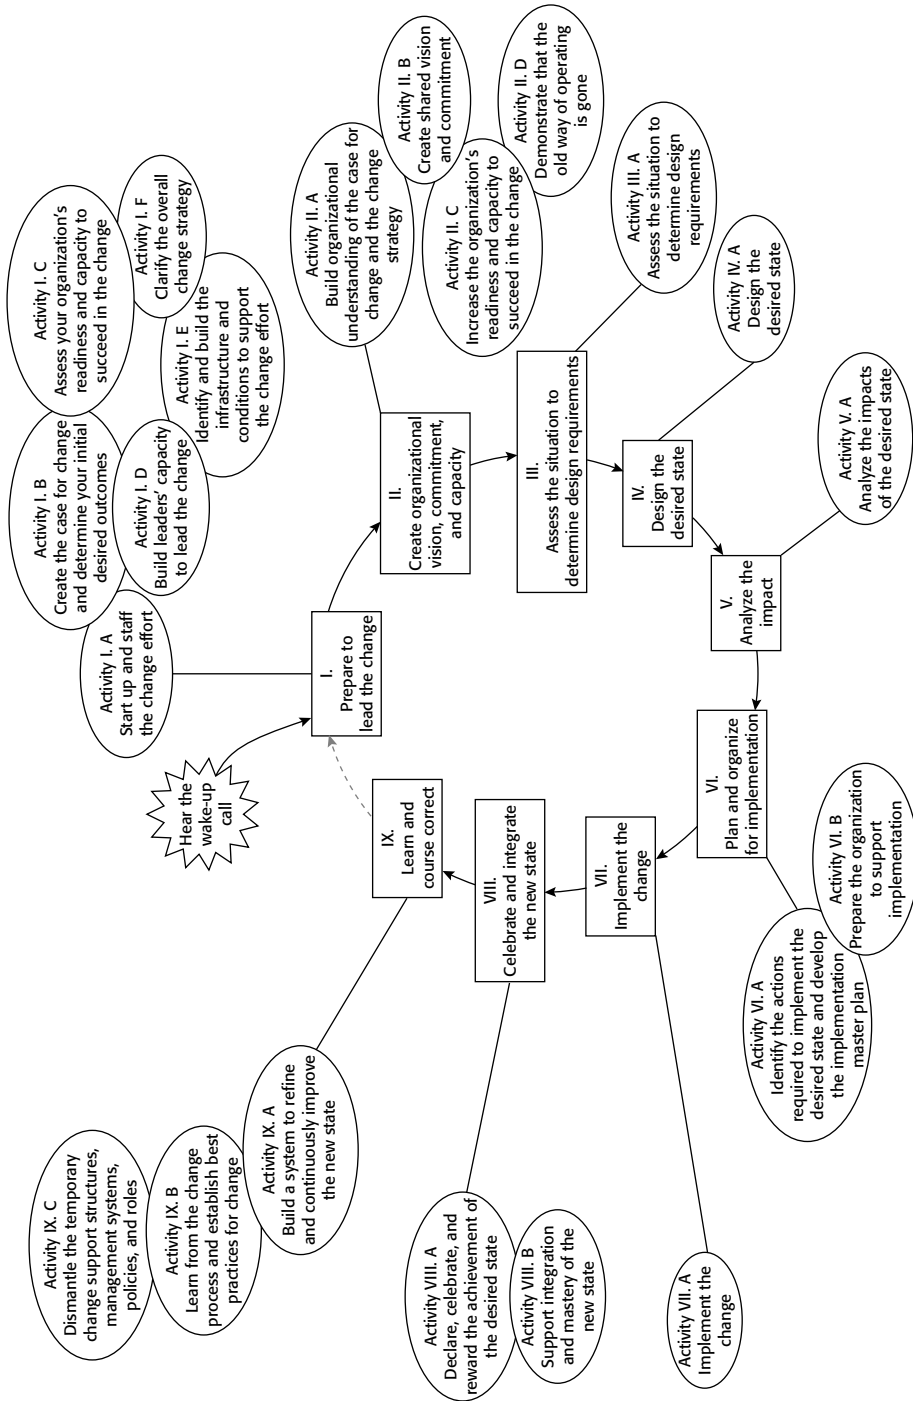 Hear the
wake-up
call
I.
Prepare to
lead the change
Activity I. A
Start up and staff
the change effort
Activity I. B
Create the case for change
and determine your initial
desired outcomes
Activity I. C
Assess your organization's
readiness and capacity to
succeed in the change
Activity I. D
Build leaders' capacity
to lead the change
Activity I. E
Identify and build the
infrastructure and
conditions to support
the change effort
Activity I. F
Clarify the overall
change strategy
II.
Create organizational
vision, commitment,
and capacity
Activity II. A
Build organizational
understanding of the case for
change and the change
strategy
Activity II. B
Create shared vision
and commitment
Activity II. C
Increase the organization's
readiness and capacity to
succeed in the change
Activity II. D
Demonstrate that the
old way of operating
is gone
III.
Assess the situation to
determine design requirements
Activity III. A
Assess the situation to
determine design
requirements
IV.
Design the
desired state
Activity IV. A
Design the
desired state
V.
Analyze the
impact
Activity V. A
Analyze the impacts
of the desired state
VI.
Plan and organize
for implementation
Activity VI. A
Identify the actions
required to implement the
desired state and develop
the implementation
master plan
Activity VI. B
Prepare the organization
to support
implementation
VII.
Implement the
change
Activity VII. A
Implement the
change
VIII.
Celebrate and integrate
the new state
Activity VIII. A
Declare, celebrate, and
reward the achievement of
the desired state
Activity VIII. B
Support integration
and mastery of the
new state
IX.
Learn and
course correct
Activity IX. A
Build a system to refine
and continuously improve
the new state
Activity IX. B
Learn from the change
process and establish best
practices for change
Activity IX. C
Dismantle the temporary
change support structures,
management systems,
policies, and roles